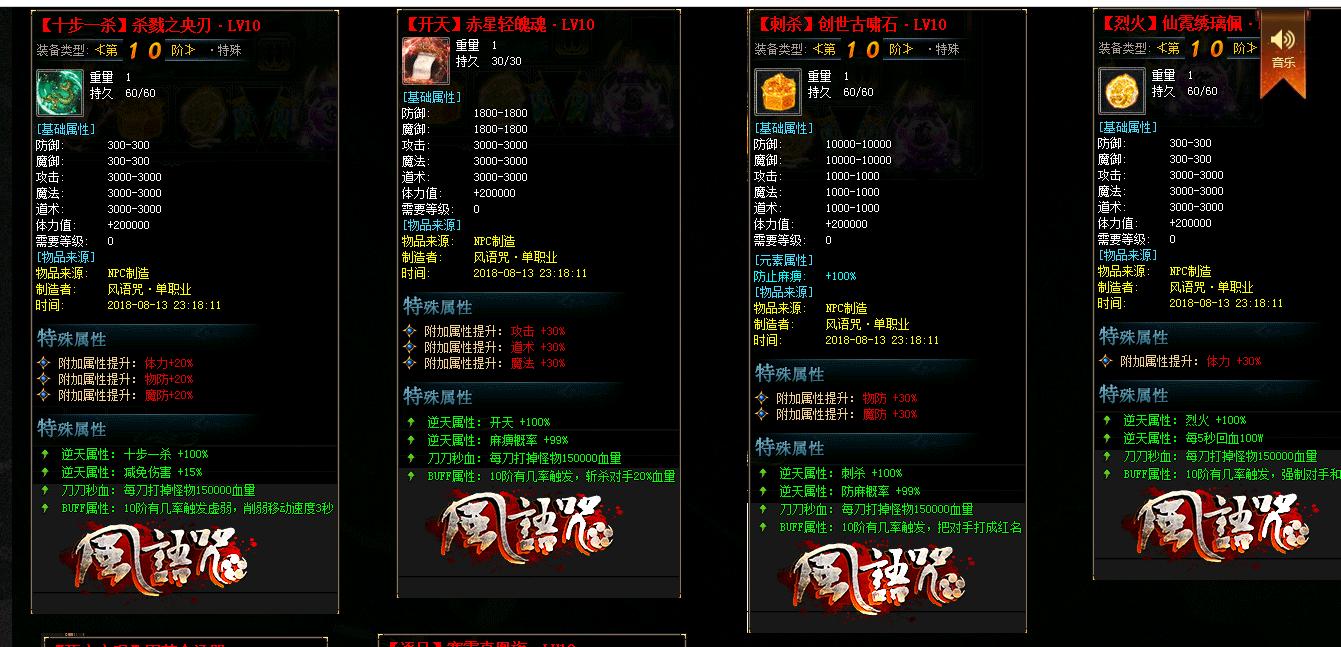 【十步一杀】杀戮之央刃·LV10
装备类型: <第 10 阶> ·特殊
重量 1
持久 60/60
[基础属性]
防御: 300-300
魔御: 300-300
攻击: 3000-3000
魔法: 3000-3000
道术: 3000-3000
体力值: +200000
需要等级: 0
[物品来源]
物品来源: NPC制造
制造者: 风语咒·单职业
时间: 2018-08-13 23:18:11
特殊属性
附加属性提升: 体力+20%
附加属性提升: 物防+20%
附加属性提升: 魔防+20%
特殊属性
逆天属性: 十步一杀 +100%
逆天属性: 减免伤害 +15%
刀刀秒血: 每刀打掉怪物150000血量
BUFF属性: 10阶有几率触发虚弱，削弱移动速度3秒
風語咒
【开天】赤星轻魄魂·LV10
重量 1
持久 30/30
[基础属性]
防御: 1800-1800
魔御: 1800-1800
攻击: 3000-3000
魔法: 3000-3000
道术: 3000-3000
体力值: +200000
需要等级: 0
[物品来源]
物品来源: NPC制造
制造者: 风语咒·单职业
时间: 2018-08-13 23:18:11
特殊属性
附加属性提升: 攻击 +30%
附加属性提升: 道术 +30%
附加属性提升: 魔法 +30%
特殊属性
逆天属性: 开天 +100%
逆天属性: 麻痹概率 +99%
刀刀秒血: 每刀打掉怪物150000血量
BUFF属性: 10阶有几率触发，斩杀对手20%血量
風語咒
【刺杀】创世古啸石·LV10
装备类型: <第 10 阶> ·特殊
重量 1
持久 60/60
[基础属性]
防御: 10000-10000
魔御: 10000-10000
攻击: 1000-1000
魔法: 1000-1000
道术: 1000-1000
体力值: +200000
需要等级: 0
[元素属性]
防止麻痹: +100%
[物品来源]
物品来源: NPC制造
制造者: 风语咒·单职业
时间: 2018-08-13 23:18:11
特殊属性
附加属性提升: 物防 +30%
附加属性提升: 魔防 +30%
特殊属性
逆天属性: 刺杀 +100%
逆天属性: 防麻概率 +99%
刀刀秒血: 每刀打掉怪物150000血量
BUFF属性: 10阶有几率触发，把对手打成红名
風語咒
【烈火】仙霓绣璃佩·
装备类型: <第 10 阶>
重量 1
持久 60/60
[基础属性]
防御: 300-300
魔御: 300-300
攻击: 3000-3000
魔法: 3000-3000
道术: 3000-3000
体力值: +200000
需要等级: 0
[物品来源]
物品来源: NPC制造
制造者: 风语咒·单职业
时间: 2018-08-13 23:18:11
特殊属性
附加属性提升: 体力 +30%
特殊属性
逆天属性: 烈火 +100%
逆天属性: 每5秒回血100W
刀刀秒血: 每刀打掉怪物150000血量
BUFF属性: 10阶有几率触发，强制对手和
風語咒
音乐